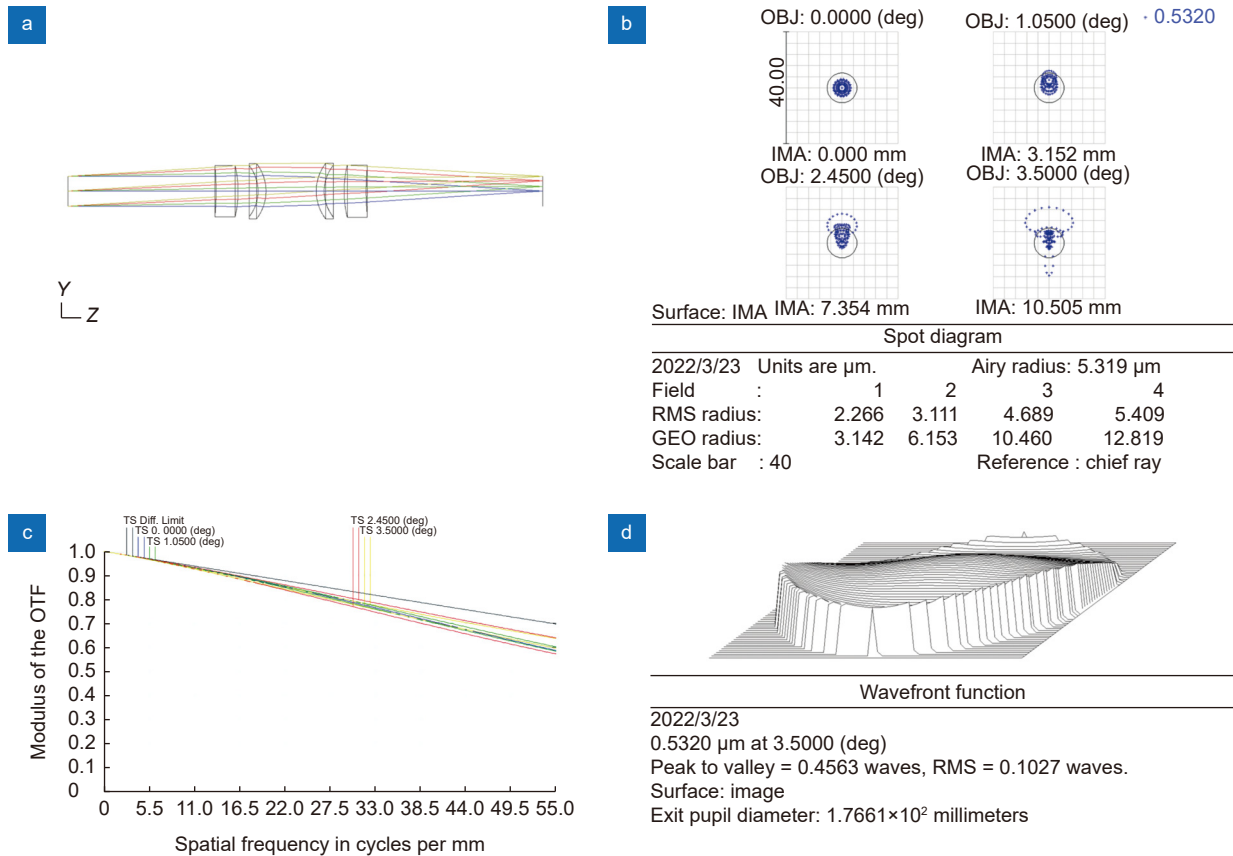 a
Y
Z
b
OBJ: 0.0000 (deg)
OBJ: 1.0500 (deg)
· 0.5320
40.00
IMA: 0.000 mm
IMA: 3.152 mm
OBJ: 2.4500 (deg)
OBJ: 3.5000 (deg)
Surface: IMA
IMA: 7.354 mm
IMA: 10.505 mm
Spot diagram
2022/3/23 Units are µm. Airy radius: 5.319 µm
Field : 1 2 3 4
RMS radius: 2.266 3.111 4.689 5.409
GEO radius: 3.142 6.153 10.460 12.819
Scale bar : 40 Reference : chief ray
c
TS Diff. Limit
TS 0. 0000 (deg)
TS 1.0500 (deg)
TS 2.4500 (deg)
TS 3.5000 (deg)
Modulus of the OTF
1.0
0.9
0.8
0.7
0.6
0.5
0.4
0.3
0.2
0.1
0
0 5.5 11.0 16.5 22.0 27.5 33.0 38.5 44.0 49.5 55.0
Spatial frequency in cycles per mm
d
Wavefront function
2022/3/23
0.5320 µm at 3.5000 (deg)
Peak to valley = 0.4563 waves, RMS = 0.1027 waves.
Surface: image
Exit pupil diameter: 1.7661×10² millimeters